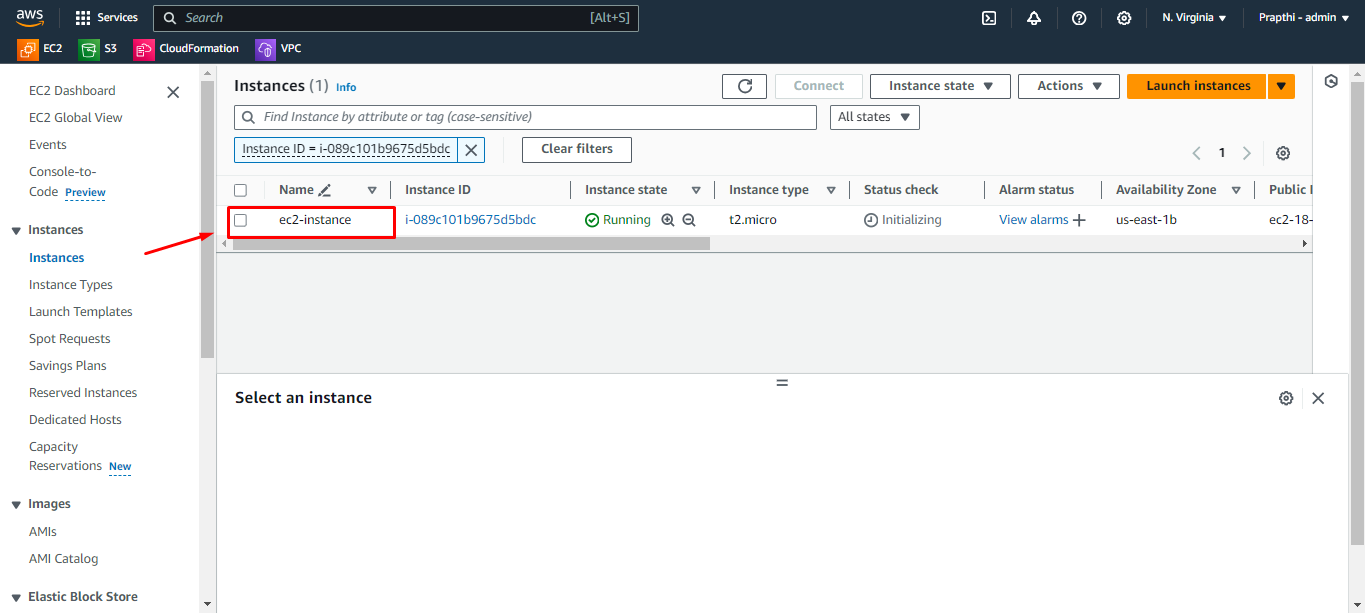 aws Services Search [Alt+S] N. Virginia Prapthi - admin
EC2 S3 CloudFormation VPC
EC2 Dashboard
EC2 Global View
Events
Console-to-
Code Preview
Instances
Instances
Instance Types
Launch Templates
Spot Requests
Savings Plans
Reserved Instances
Dedicated Hosts
Capacity
Reservations New
Images
AMIs
AMI Catalog
Elastic Block Store
Instances (1) Info Connect Instance state Actions Launch instances
Find Instance by attribute or tag (case-sensitive) All states
Instance ID = i-089c101b9675d5bdc Clear filters 1
Name Instance ID Instance state Instance type Status check Alarm status Availability Zone Public I
ec2-instance i-089c101b9675d5bdc Running t2.micro Initializing View alarms us-east-1b ec2-18-
Select an instance